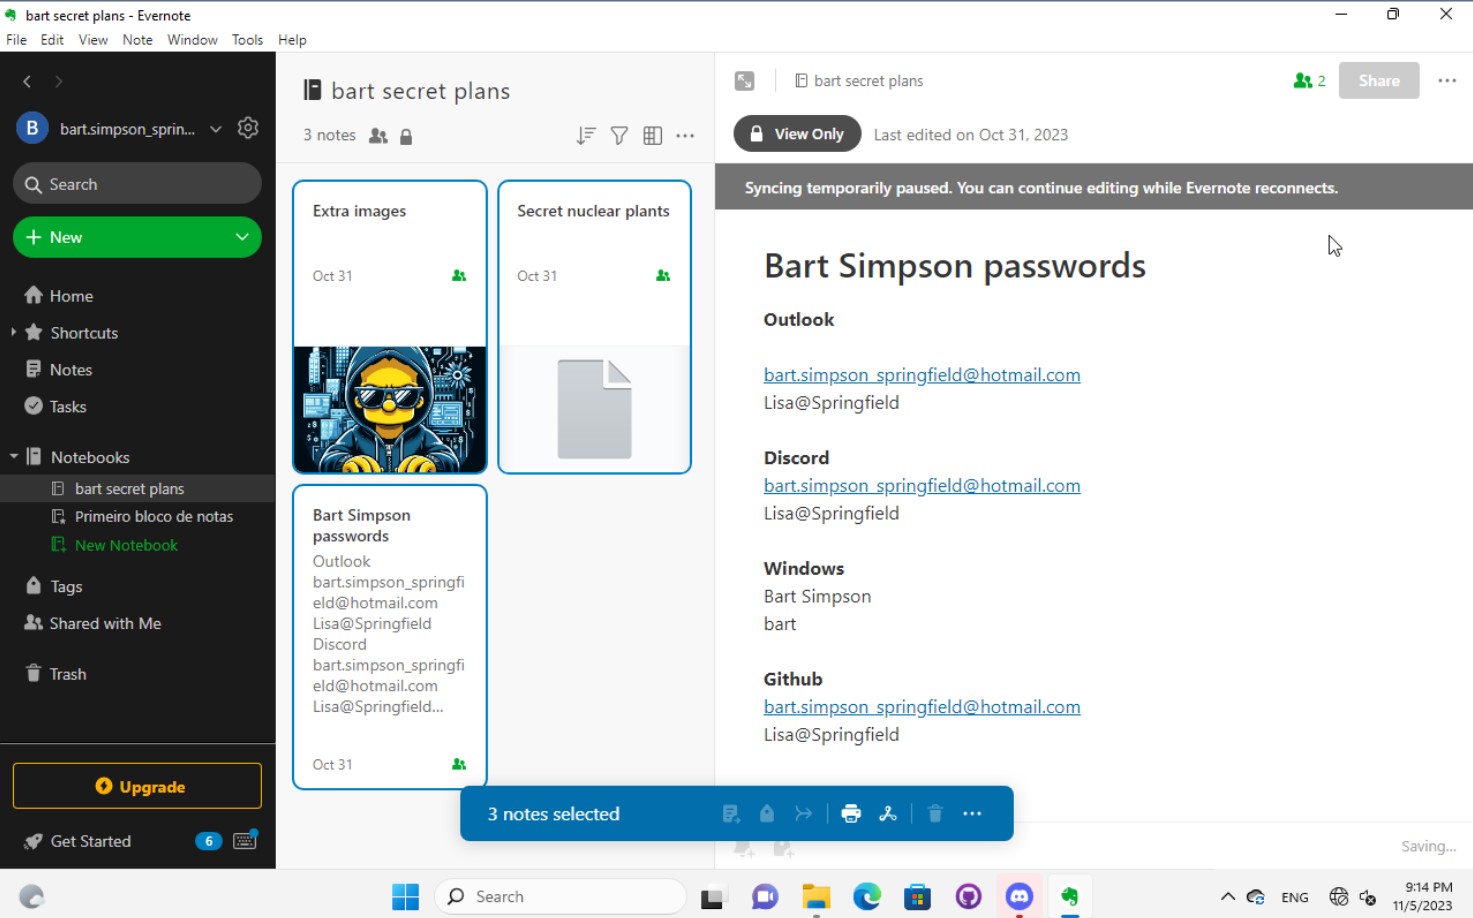 bart secret plans - Evernote
File Edit View Note Window Tools Help
B bart.simpson_sprin...
Search
New
Home
Shortcuts
Notes
Tasks
Notebooks
bart secret plans
Primeiro bloco de notas
New Notebook
Tags
Shared with Me
Trash
Upgrade
Get Started 6
bart secret plans
3 notes
Extra images
Oct 31
Secret nuclear plants
Oct 31
Bart Simpson
passwords
Outlook
bart.simpson_springfi
eld@hotmail.com
Lisa@Springfield
Discord
bart.simpson_springfi
eld@hotmail.com
Lisa@Springfield...
Oct 31
3 notes selected
bart secret plans
2
Share
View Only Last edited on Oct 31, 2023
Syncing temporarily paused. You can continue editing while Evernote reconnects.
Bart Simpson passwords
Outlook
bart.simpson_springfield@hotmail.com
Lisa@Springfield
Discord
bart.simpson_springfield@hotmail.com
Lisa@Springfield
Windows
Bart Simpson
bart
Github
bart.simpson_springfield@hotmail.com
Lisa@Springfield
Saving...
Search
ENG
9:14 PM
11/5/2023